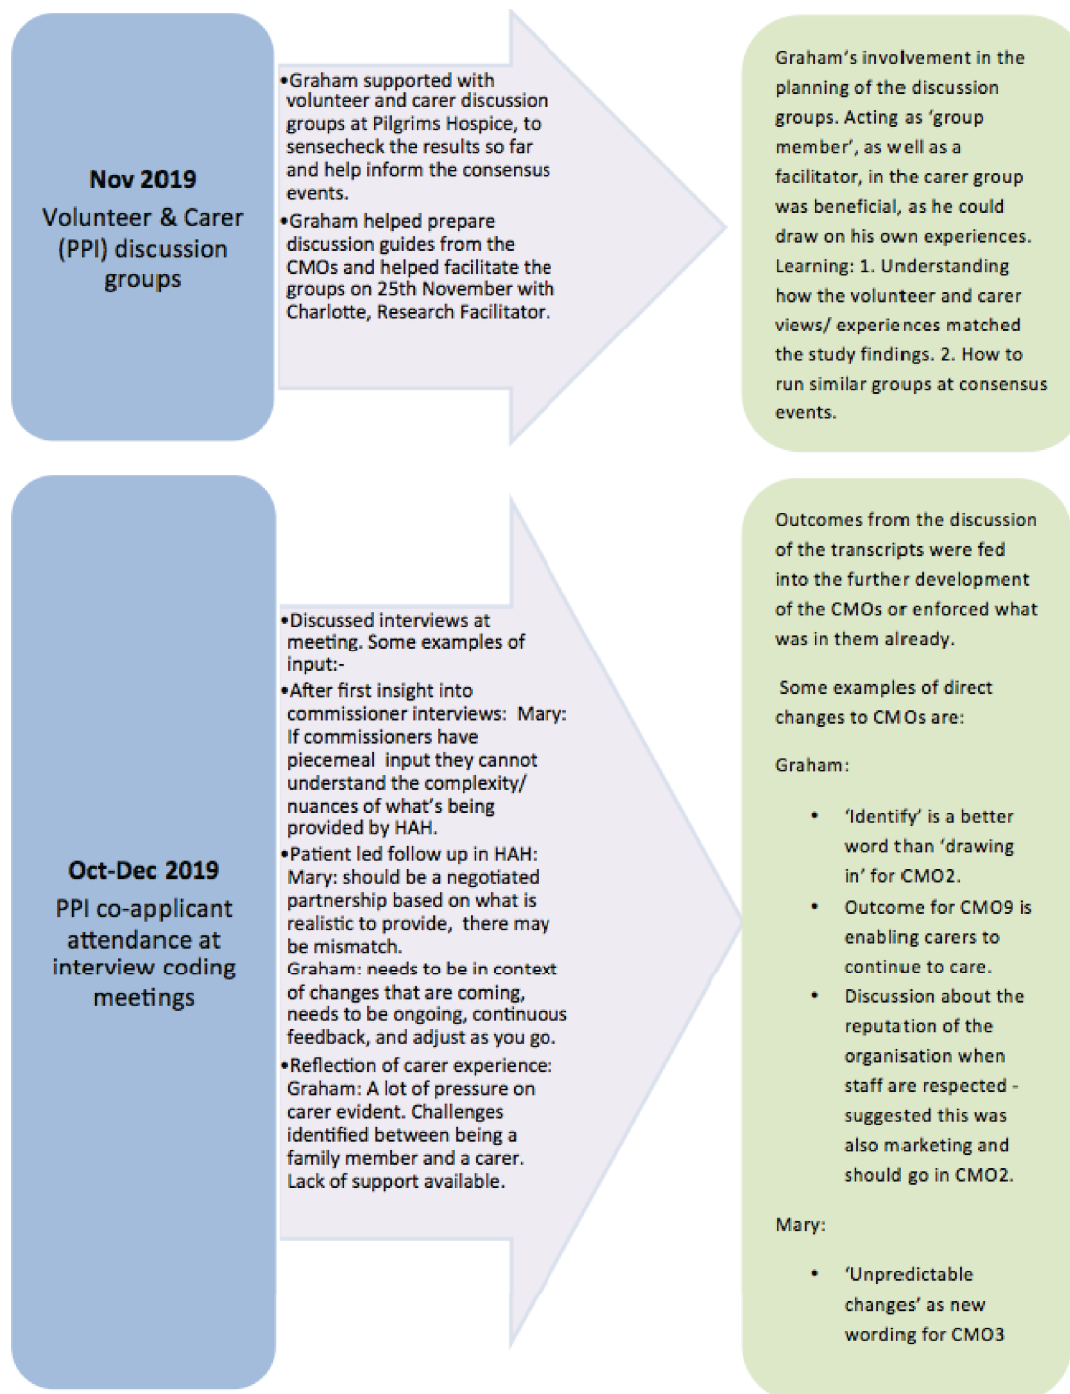 Nov 2019
Volunteer & Carer
(PPI) discussion
groups
•Graham supported with
volunteer and carer discussion
groups at Pilgrims Hospice, to
sensecheck the results so far
and help inform the consensus
events.
•Graham helped prepare
discussion guides from the
CMOs and helped facilitate the
groups on 25th November with
Charlotte, Research Facilitator.
Graham's involvement in the
planning of the discussion
groups. Acting as 'group
member', as well as a
facilitator, in the carer group
was beneficial, as he could
draw on his own experiences.
Learning: 1. Understanding
how the volunteer and carer
views/ experiences matched
the study findings. 2. How to
run similar groups at consensus
events.
Oct-Dec 2019
PPI co-applicant
attendance at
interview coding
meetings
•Discussed interviews at
meeting. Some examples of
input:-
•After first insight into
commissioner interviews: Mary:
If commissioners have
piecemeal input they cannot
understand the complexity/
nuances of what's being
provided by HAH.
•Patient led follow up in HAH:
Mary: should be a negotiated
partnership based on what is
realistic to provide, there may
be mismatch.
Graham: needs to be in context
of changes that are coming,
needs to be ongoing, continuous
feedback, and adjust as you go.
•Reflection of carer experience:
Graham: A lot of pressure on
carer evident. Challenges
identified between being a
family member and a carer.
Lack of support available.
Outcomes from the discussion
of the transcripts were fed
into the further development
of the CMOs or enforced what
was in them already.
Some examples of direct
changes to CMOs are:
Graham:
• 'Identify' is a better
word than 'drawing
in' for CMO2.
• Outcome for CMO9 is
enabling carers to
continue to care.
• Discussion about the
reputation of the
organisation when
staff are respected -
suggested this was
also marketing and
should go in CMO2.
Mary:
• 'Unpredictable
changes' as new
wording for CMO3